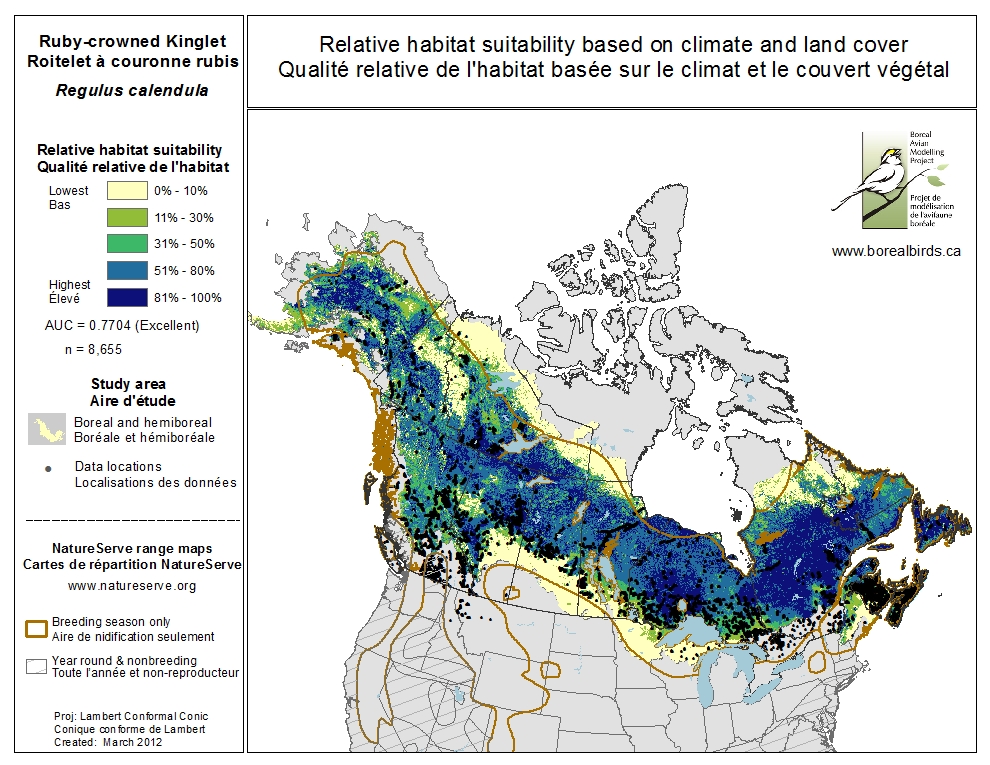 Ruby-crowned Kinglet
Roitelet à couronne rubis
Regulus calendula
Relative habitat suitability based on climate and land cover
Qualité relative de l'habitat basée sur le climat et le couvert végétal
Relative habitat suitability
Qualité relative de l'habitat
Lowest
Bas
0% - 10%
11% - 30%
31% - 50%
51% - 80%
Highest
Élevé
81% - 100%
AUC = 0.7704 (Excellent)
n = 8,655
Study area
Aire d'étude
Boreal and hemiboreal
Boréale et hémiboréale
Data locations
Localisations des données
NatureServe range maps
Cartes de répartition NatureServe
www.natureserve.org
Breeding season only
Aire de nidification seulement
Year round & nonbreeding
Toute l'année et non-reproducteur
Proj: Lambert Conformal Conic
Conique conforme de Lambert
Created: March 2012
Boreal
Avian
Modelling
Project
Projet de
modélisation
de l'avifaune
boréale
www.borealbirds.ca